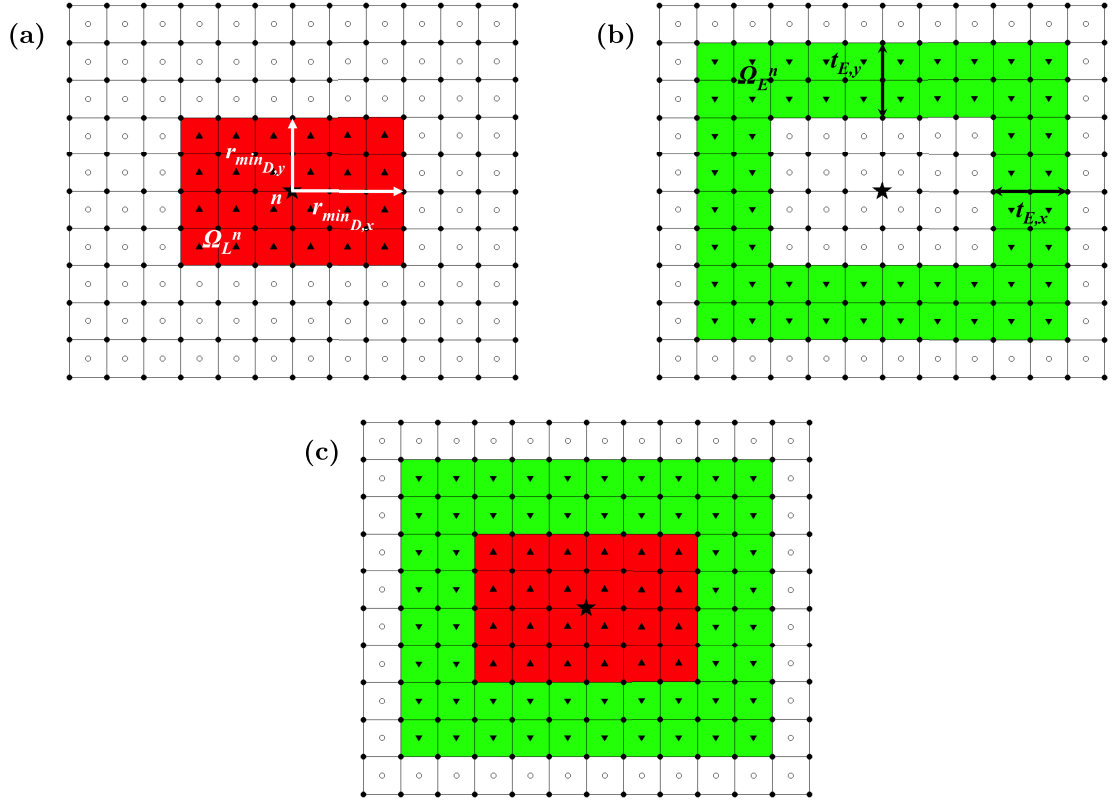 (a)
r_{min_{D,y}}
n
r_{min_{D,x}}
Ω_L^n
(b)
Ω_E^n
t_{E,y}
t_{E,x}
(c)